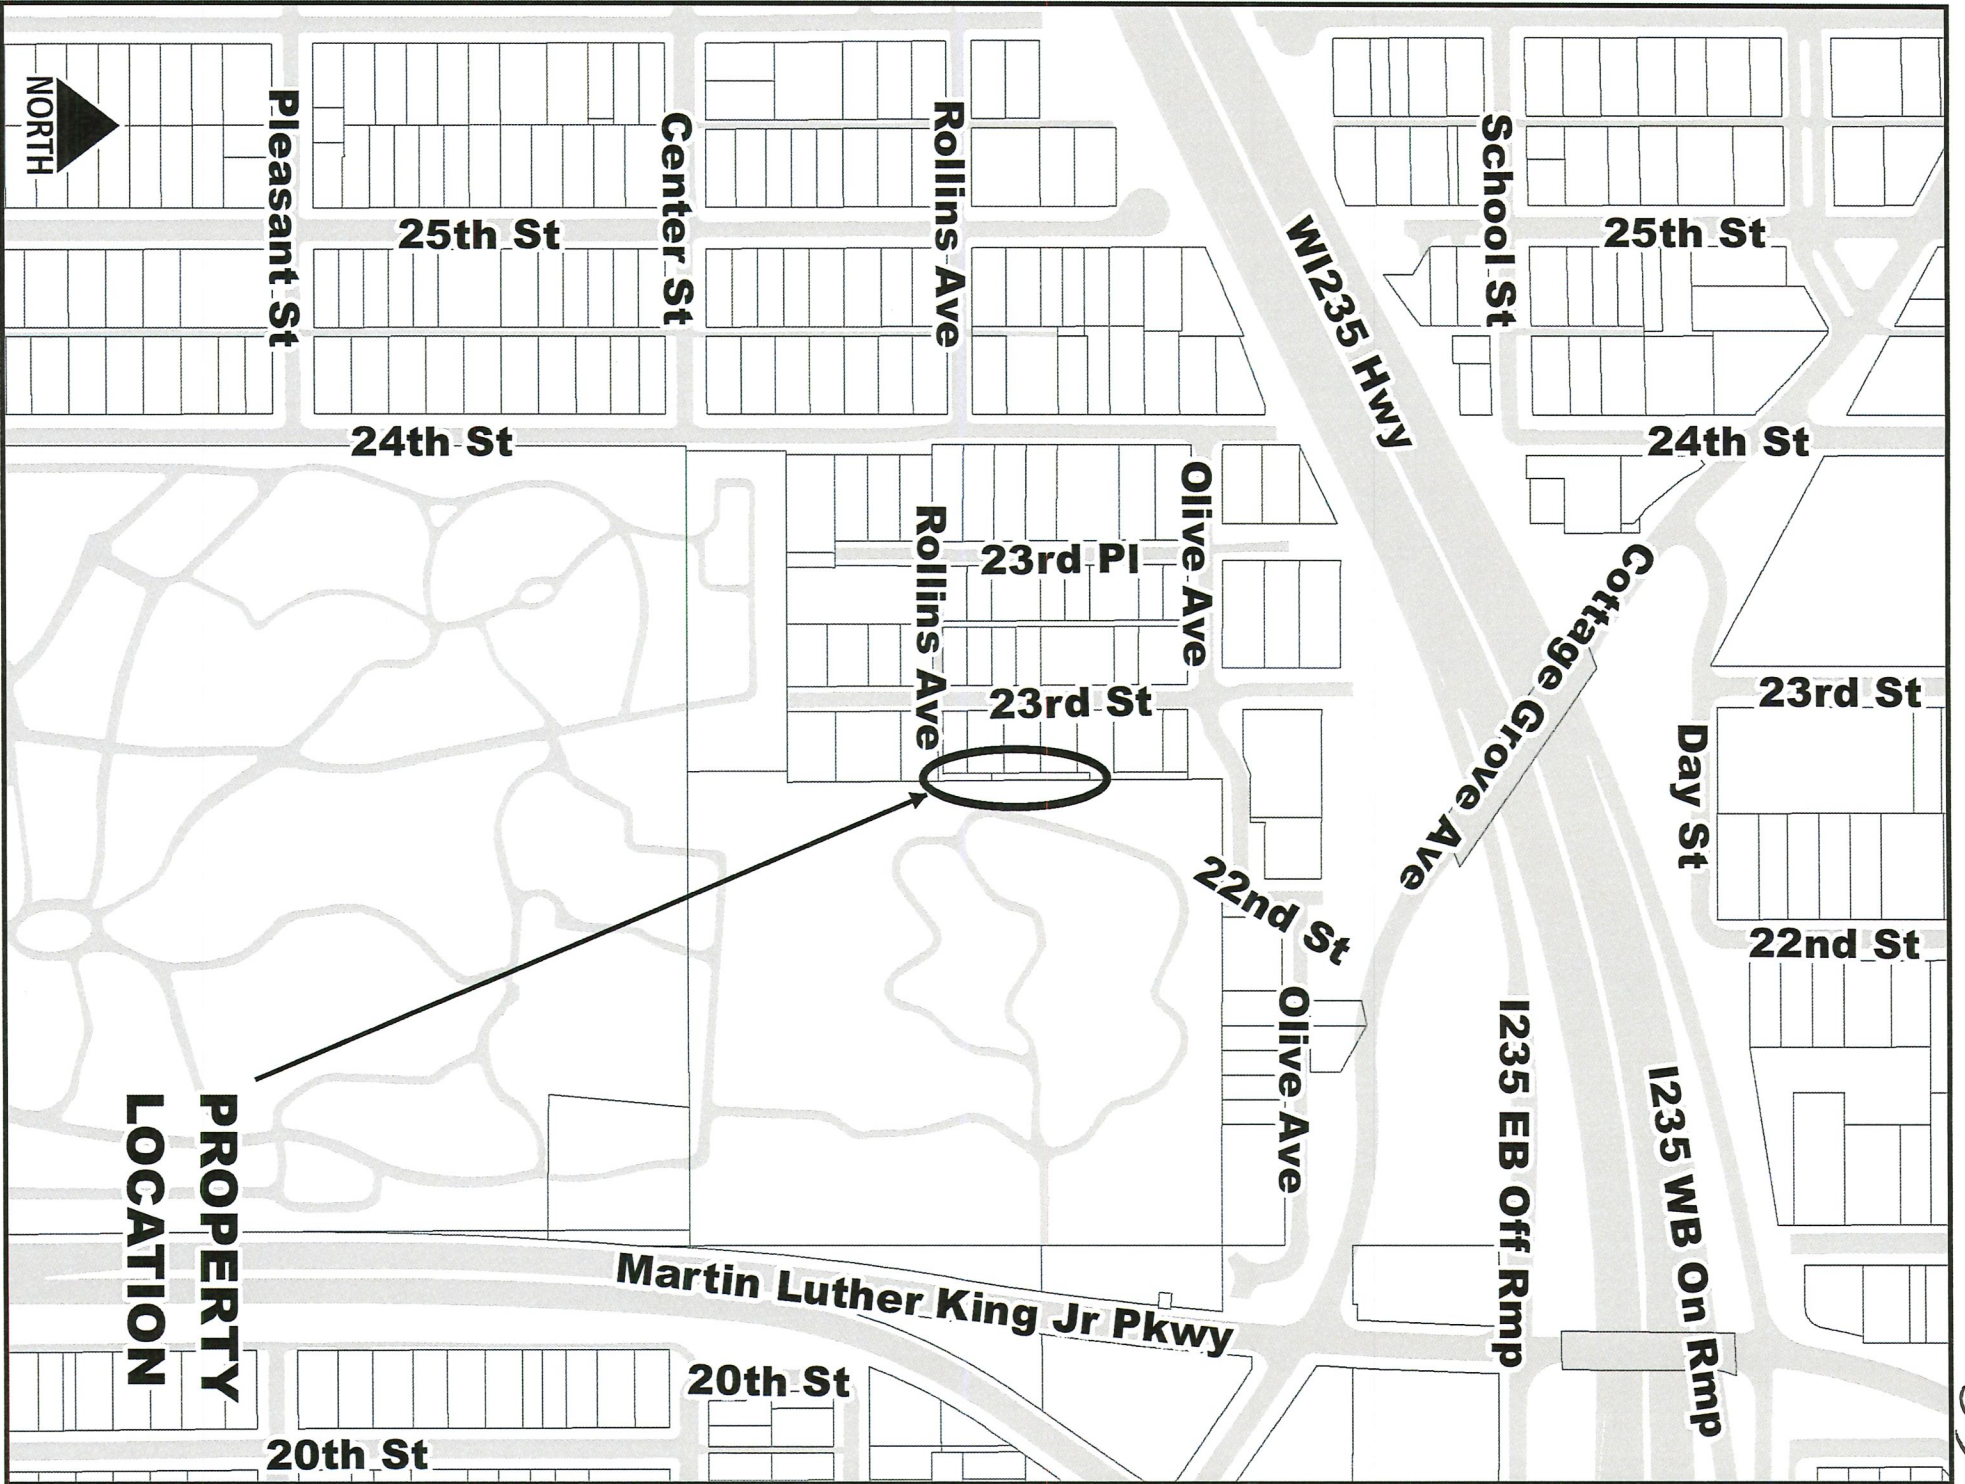 NORTH
Pleasant St
Center St
Rollins Ave
School St
25th St
25th St
WI235 Hwy
24th St
24th St
Olive Ave
Rollins Ave
23rd Pl
Cottage Grove Ave
23rd St
23rd St
Day St
22nd St
22nd St
Olive Ave
I235 EB Off Rmp
I235 WB On Rmp
PROPERTY
LOCATION
Martin Luther King Jr Pkwy
20th St
20th St